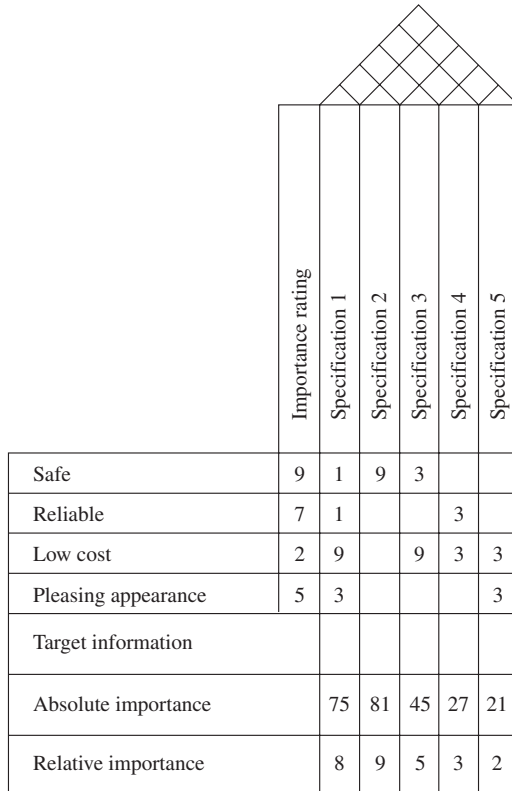 Importance rating
Specification 1
Specification 2
Specification 3
Specification 4
Specification 5
Safe 9 1 9 3
Reliable 7 1 3
Low cost 2 9 9 3 3
Pleasing appearance 5 3 3
Target information
Absolute importance 75 81 45 27 21
Relative importance 8 9 5 3 2